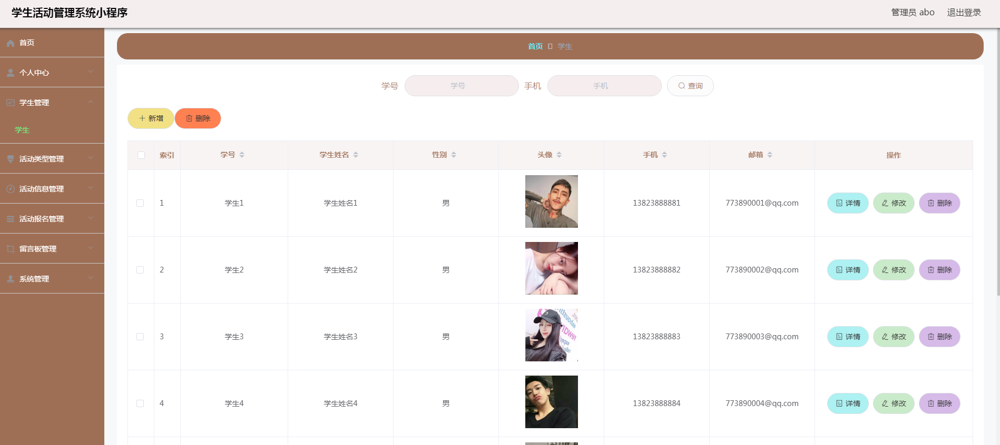 学生活动管理系统小程序
管理员 abo 退出登录
首页
个人中心
学生管理
学生
活动类型管理
活动信息管理
活动报名管理
留言板管理
系统管理
首页 学生
学号 学号 手机 手机 查询
新增 删除
索引 学号 学生姓名 性别 头像 手机 邮箱 操作
1 学生1 学生姓名1 男 13823888881 773890001@qq.com 详情 修改 删除
2 学生2 学生姓名2 男 13823888882 773890002@qq.com 详情 修改 删除
3 学生3 学生姓名3 男 13823888883 773890003@qq.com 详情 修改 删除
4 学生4 学生姓名4 男 13823888884 773890004@qq.com 详情 修改 删除